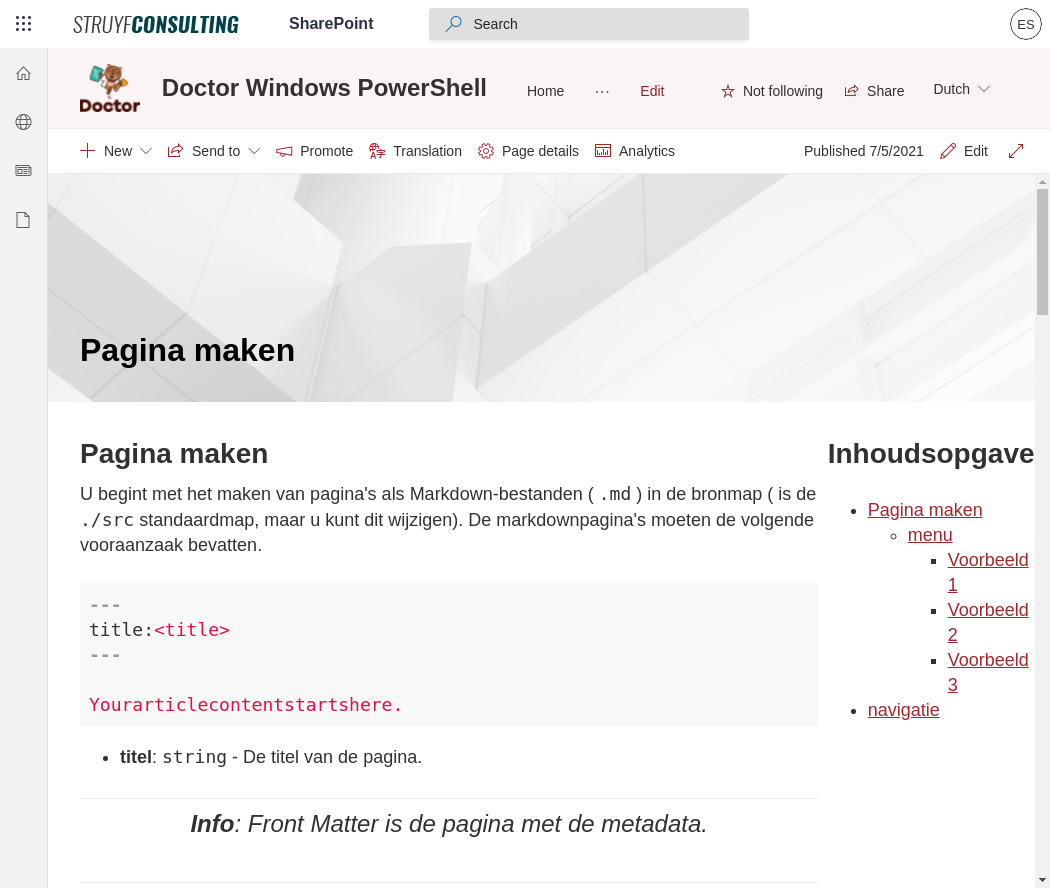 STRUYFCONSULTING SharePoint Search ES
Doctor
Doctor Windows PowerShell Home ··· Edit Not following Share Dutch
New Send to Promote Translation Page details Analytics Published 7/5/2021 Edit
Pagina maken
Pagina maken
U begint met het maken van pagina's als Markdown-bestanden ( .md ) in de bronmap ( is de
./src standaardmap, maar u kunt dit wijzigen). De markdownpagina's moeten de volgende
vooraanzaak bevatten.
---
title:<title>
---
Yourarticlecontentstartshere.
• titel: string - De titel van de pagina.
Info: Front Matter is de pagina met de metadata.
Inhoudsopgave
• Pagina maken
◦ menu
▪ Voorbeeld
1
▪ Voorbeeld
2
▪ Voorbeeld
3
• navigatie